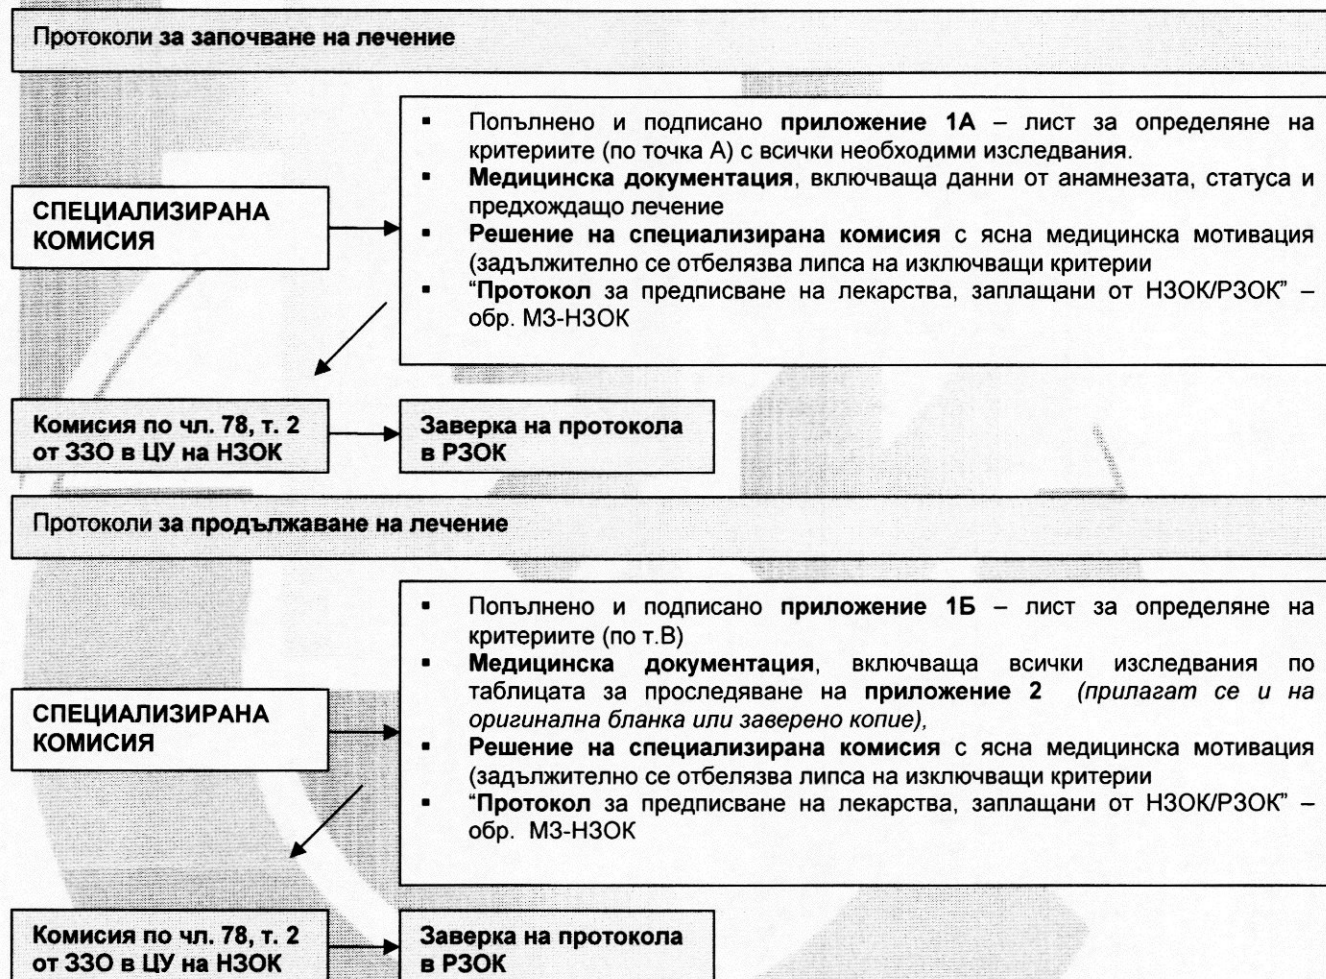 Протоколи за започване на лечение
▪ Попълнено и подписано приложение 1А – лист за определяне на
критериите (по точка А) с всички необходими изследвания.
▪ Медицинска документация, включваща данни от анамнезата, статуса и
предхождащо лечение
▪ Решение на специализирана комисия с ясна медицинска мотивация
(задължително се отбелязва липса на изключващи критерии
▪ “Протокол за предписване на лекарства, заплащани от НЗОК/РЗОК” –
обр. МЗ-НЗОК
СПЕЦИАЛИЗИРАНА
КОМИСИЯ
Комисия по чл. 78, т. 2
от ЗЗО в ЦУ на НЗОК
Заверка на протокола
в РЗОК
Протоколи за продължаване на лечение
▪ Попълнено и подписано приложение 1Б – лист за определяне на
критериите (по т.В)
▪ Медицинска документация, включваща всички изследвания по
таблицата за проследяване на приложение 2 (прилагат се и на
оригинална бланка или заверено копие),
▪ Решение на специализирана комисия с ясна медицинска мотивация
(задължително се отбелязва липса на изключващи критерии
▪ “Протокол за предписване на лекарства, заплащани от НЗОК/РЗОК” –
обр. МЗ-НЗОК
СПЕЦИАЛИЗИРАНА
КОМИСИЯ
Комисия по чл. 78, т. 2
от ЗЗО в ЦУ на НЗОК
Заверка на протокола
в РЗОК